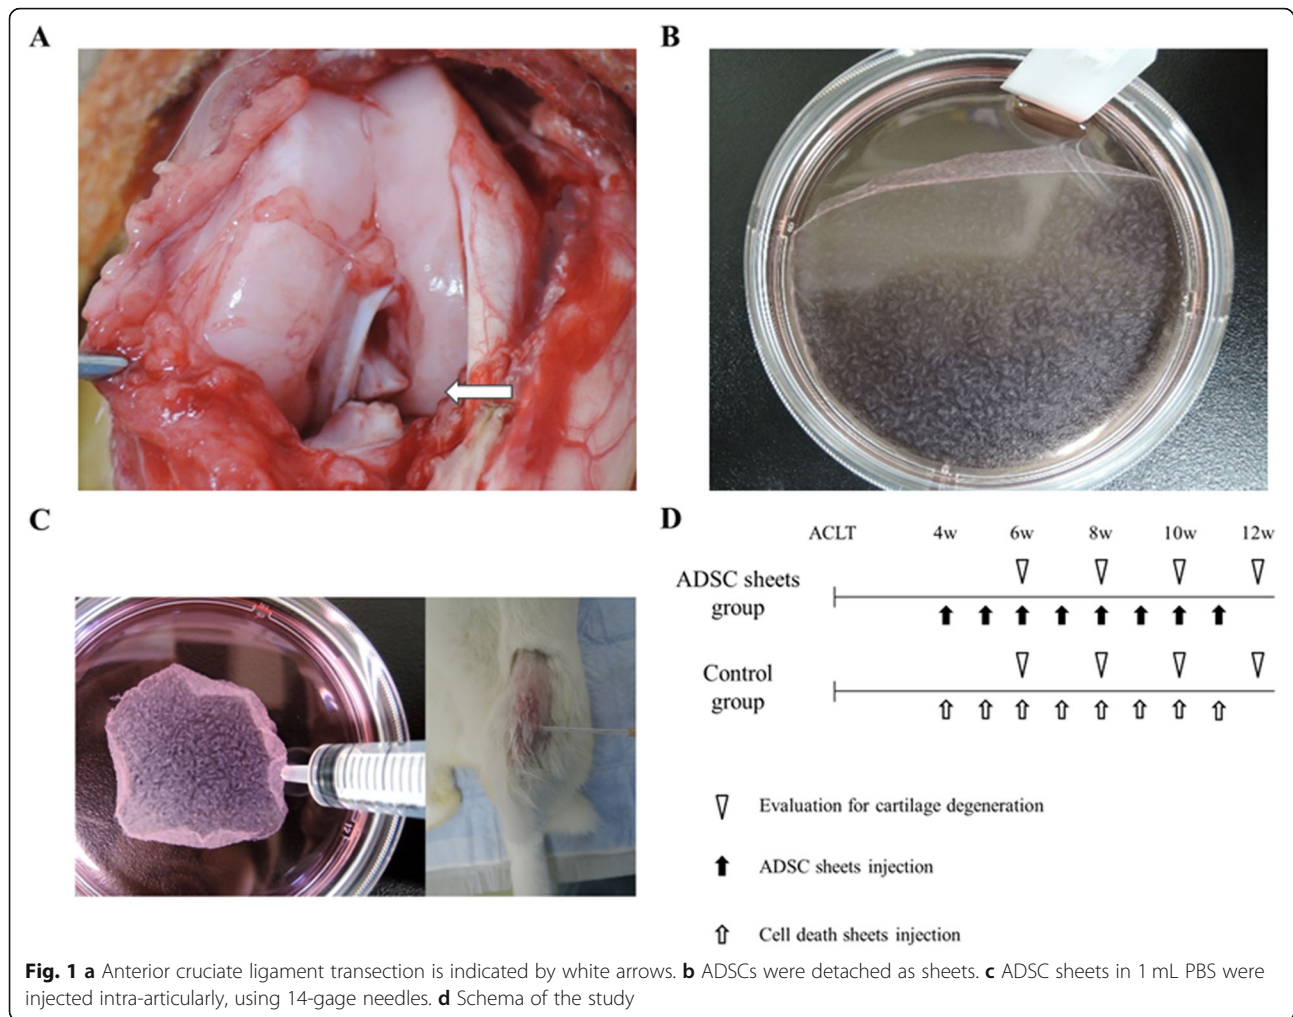 A
B
C
D
ACLT 4w 6w 8w 10w 12w
ADSC sheets
group
Control
group
Evaluation for cartilage degeneration
ADSC sheets injection
Cell death sheets injection
Fig. 1 a Anterior cruciate ligament transection is indicated by white arrows. b ADSCs were detached as sheets. c ADSC sheets in 1 mL PBS were
injected intra-articularly, using 14-gage needles. d Schema of the study